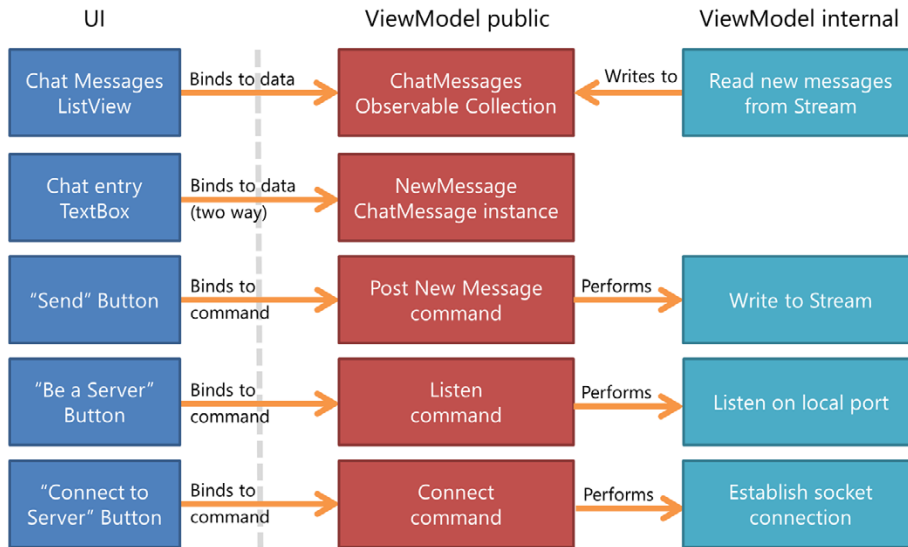 UI
ViewModel public
ViewModel internal
Chat Messages
ListView
Binds to data
ChatMessages
Observable Collection
Writes to
Read new messages
from Stream
Chat entry
TextBox
Binds to data
(two way)
NewMessage
ChatMessage instance
“Send” Button
Binds to
command
Post New Message
command
Performs
Write to Stream
“Be a Server”
Button
Binds to
command
Listen
command
Performs
Listen on local port
“Connect to
Server” Button
Binds to
command
Connect
command
Performs
Establish socket
connection